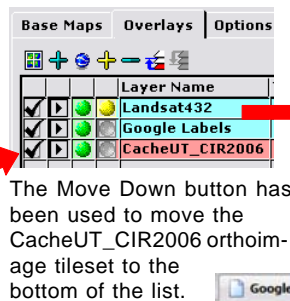 Base Maps Overlays Options
Layer Name
Landsat432
Google Labels
CacheUT_CIR2006
The Move Down button has
been used to move the
CacheUT_CIR2006 orthoim-
age tileset to the
bottom of the list.
Google